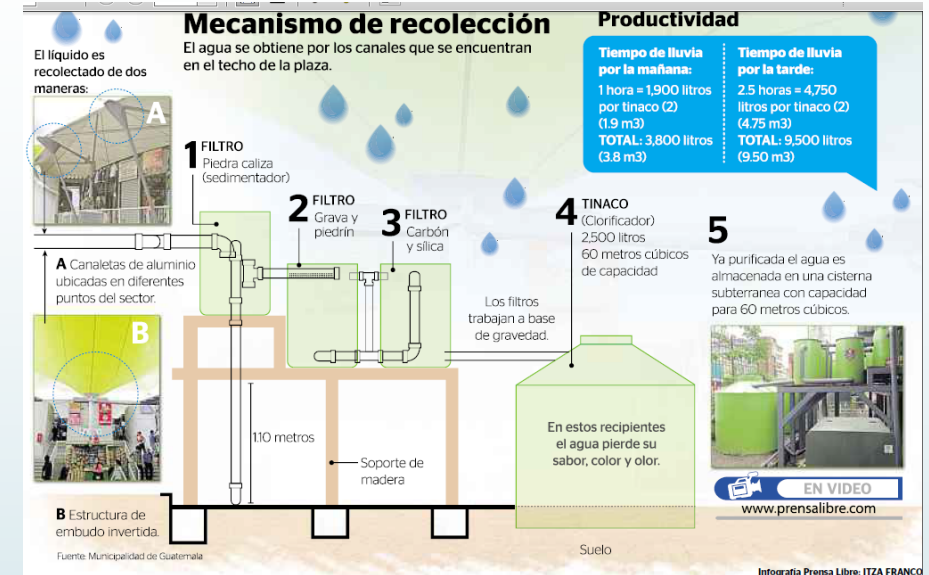 Mecanismo de recolección
El agua se obtiene por los canales que se encuentran
en el techo de la plaza.
Productividad
Tiempo de lluvia
por la mañana:
1 hora = 1,900 litros
por tinaco (2)
(1.9 m3)
TOTAL: 3,800 litros
(3.8 m3)
Tiempo de lluvia
por la tarde:
2.5 horas = 4,750
litros por tinaco (2)
(4.75 m3)
TOTAL: 9,500 litros
(9.50 m3)
El líquido es
recolectado de dos
maneras:
A
1 FILTRO
Piedra caliza
(sedimentador)
2 FILTRO
Grava y
piedrín
3 FILTRO
Carbón
y sílica
4 TINACO
(Clorificador)
2,500 litros
60 metros cúbicos
de capacidad
5
Ya purificada el agua es
almacenada en una cisterna
subterranea con capacidad
para 60 metros cúbicos.
A Canaletas de aluminio
ubicadas en diferentes
puntos del sector.
B
Los filtros
trabajan a base
de gravedad.
1.10 metros
Soporte de
madera
En estos recipientes
el agua pierde su
sabor, color y olor.
EN VIDEO
www.prensalibre.com
B Estructura de
embudo invertida.
Fuente: Municipalidad de Guatemala
Suelo
Infografía Prensa Libre: ITZA FRANCO